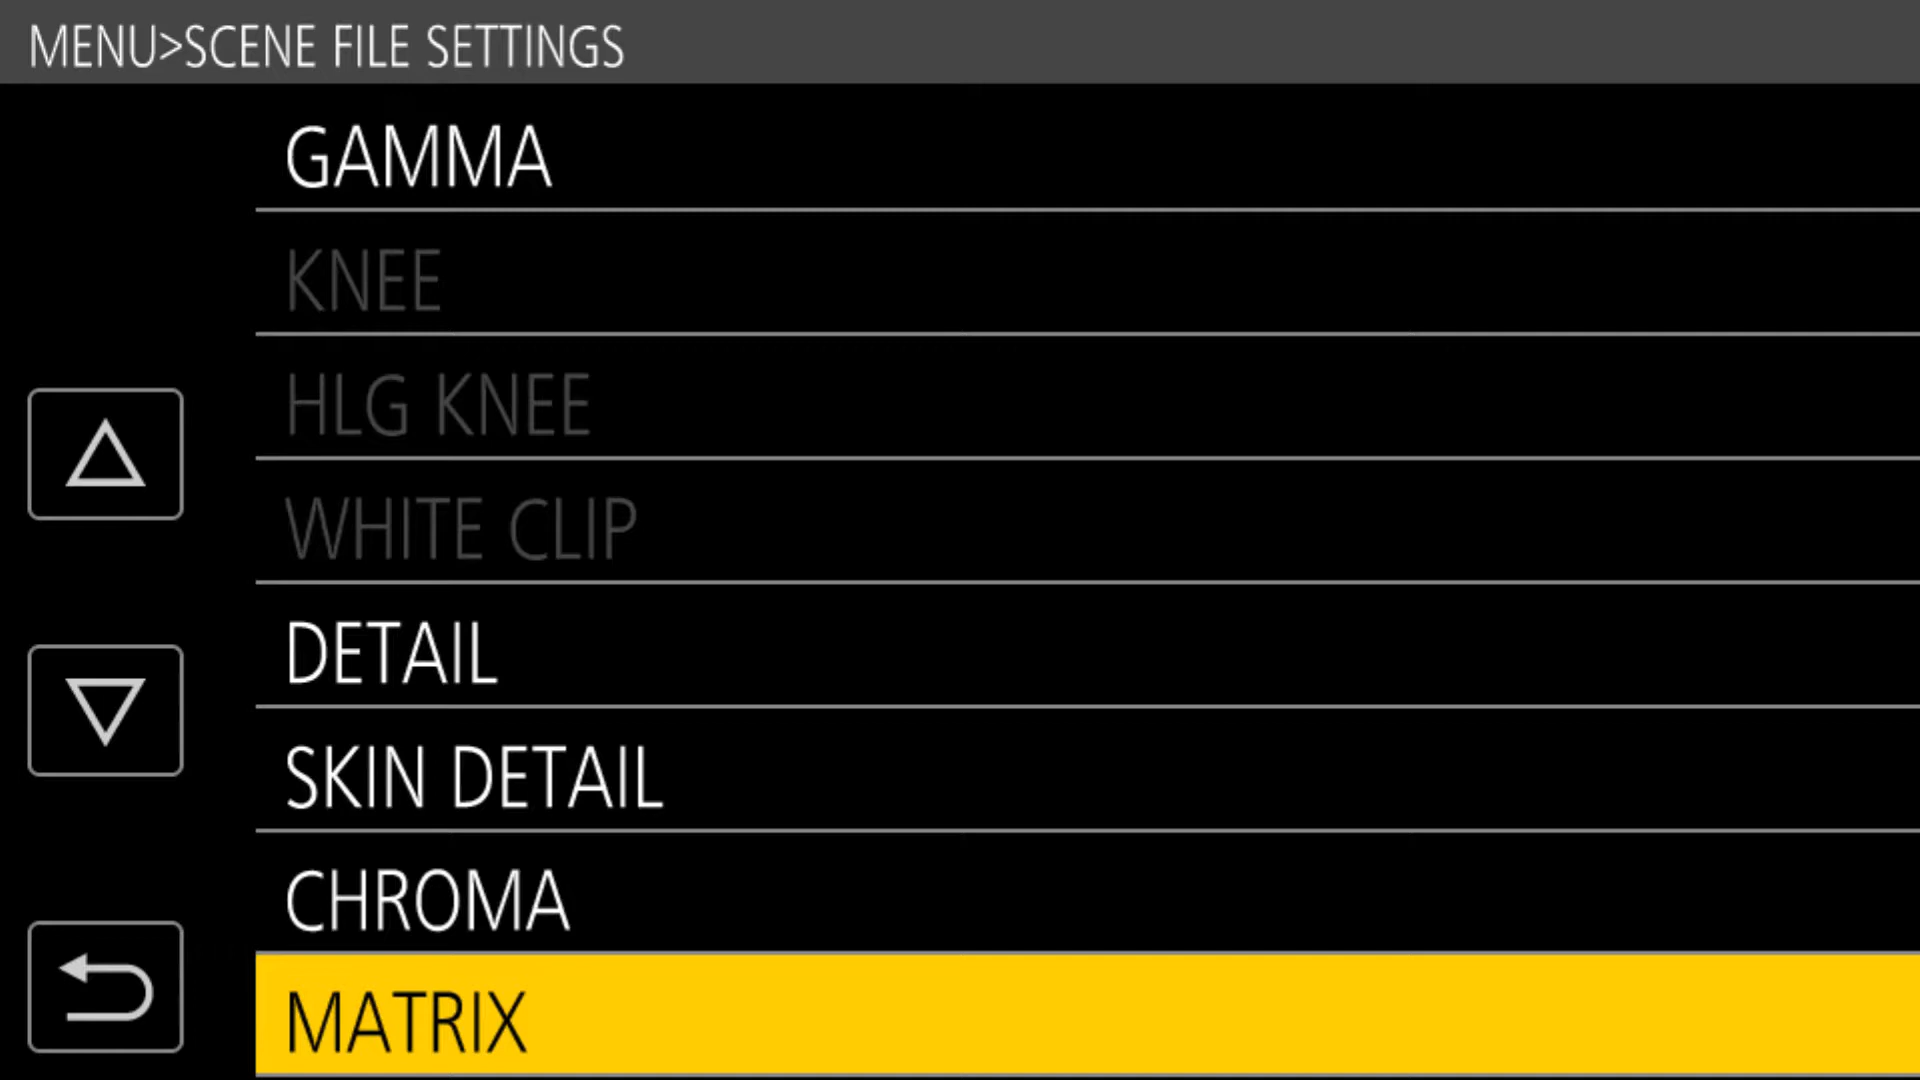 MENU>SCENE FILE SETTINGS
GAMMA
KNEE
HLG KNEE
WHITE CLIP
DETAIL
SKIN DETAIL
CHROMA
MATRIX